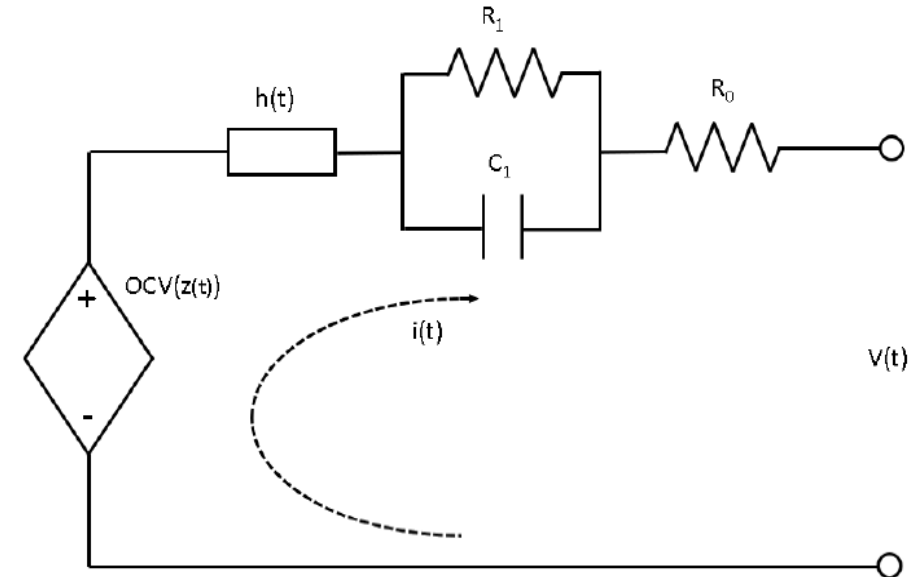 R₁
h(t)
R₀
C₁
OCV(z(t))
+
i(t)
V(t)
-